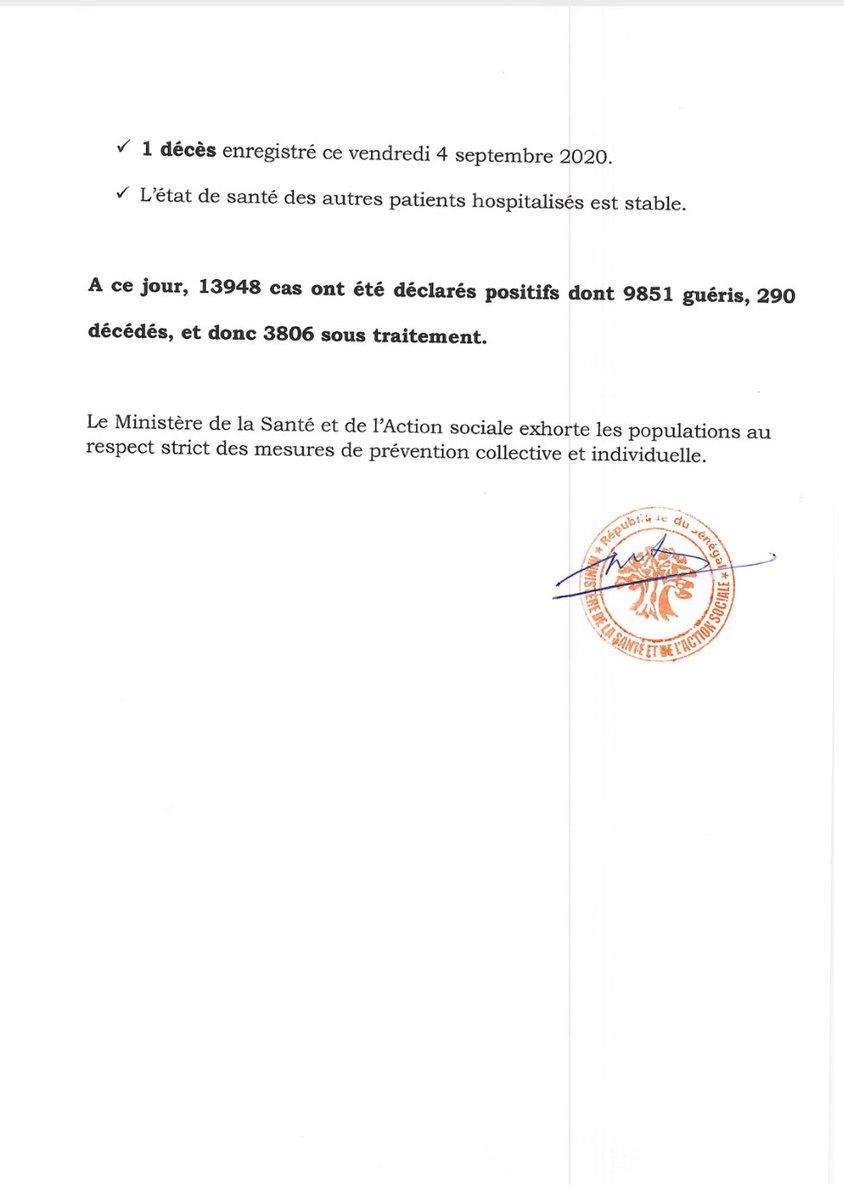 ✓ 1 décès enregistré ce vendredi 4 septembre 2020.
✓ L'état de santé des autres patients hospitalisés est stable.
A ce jour, 13948 cas ont été déclarés positifs dont 9851 guéris, 290
décédés, et donc 3806 sous traitement.
Le Ministère de la Santé et de l'Action sociale exhorte les populations au
respect strict des mesures de prévention collective et individuelle.
République du Sénégal
MINISTÈRE DE LA SANTÉ ET DE L'ACTION SOCIALE